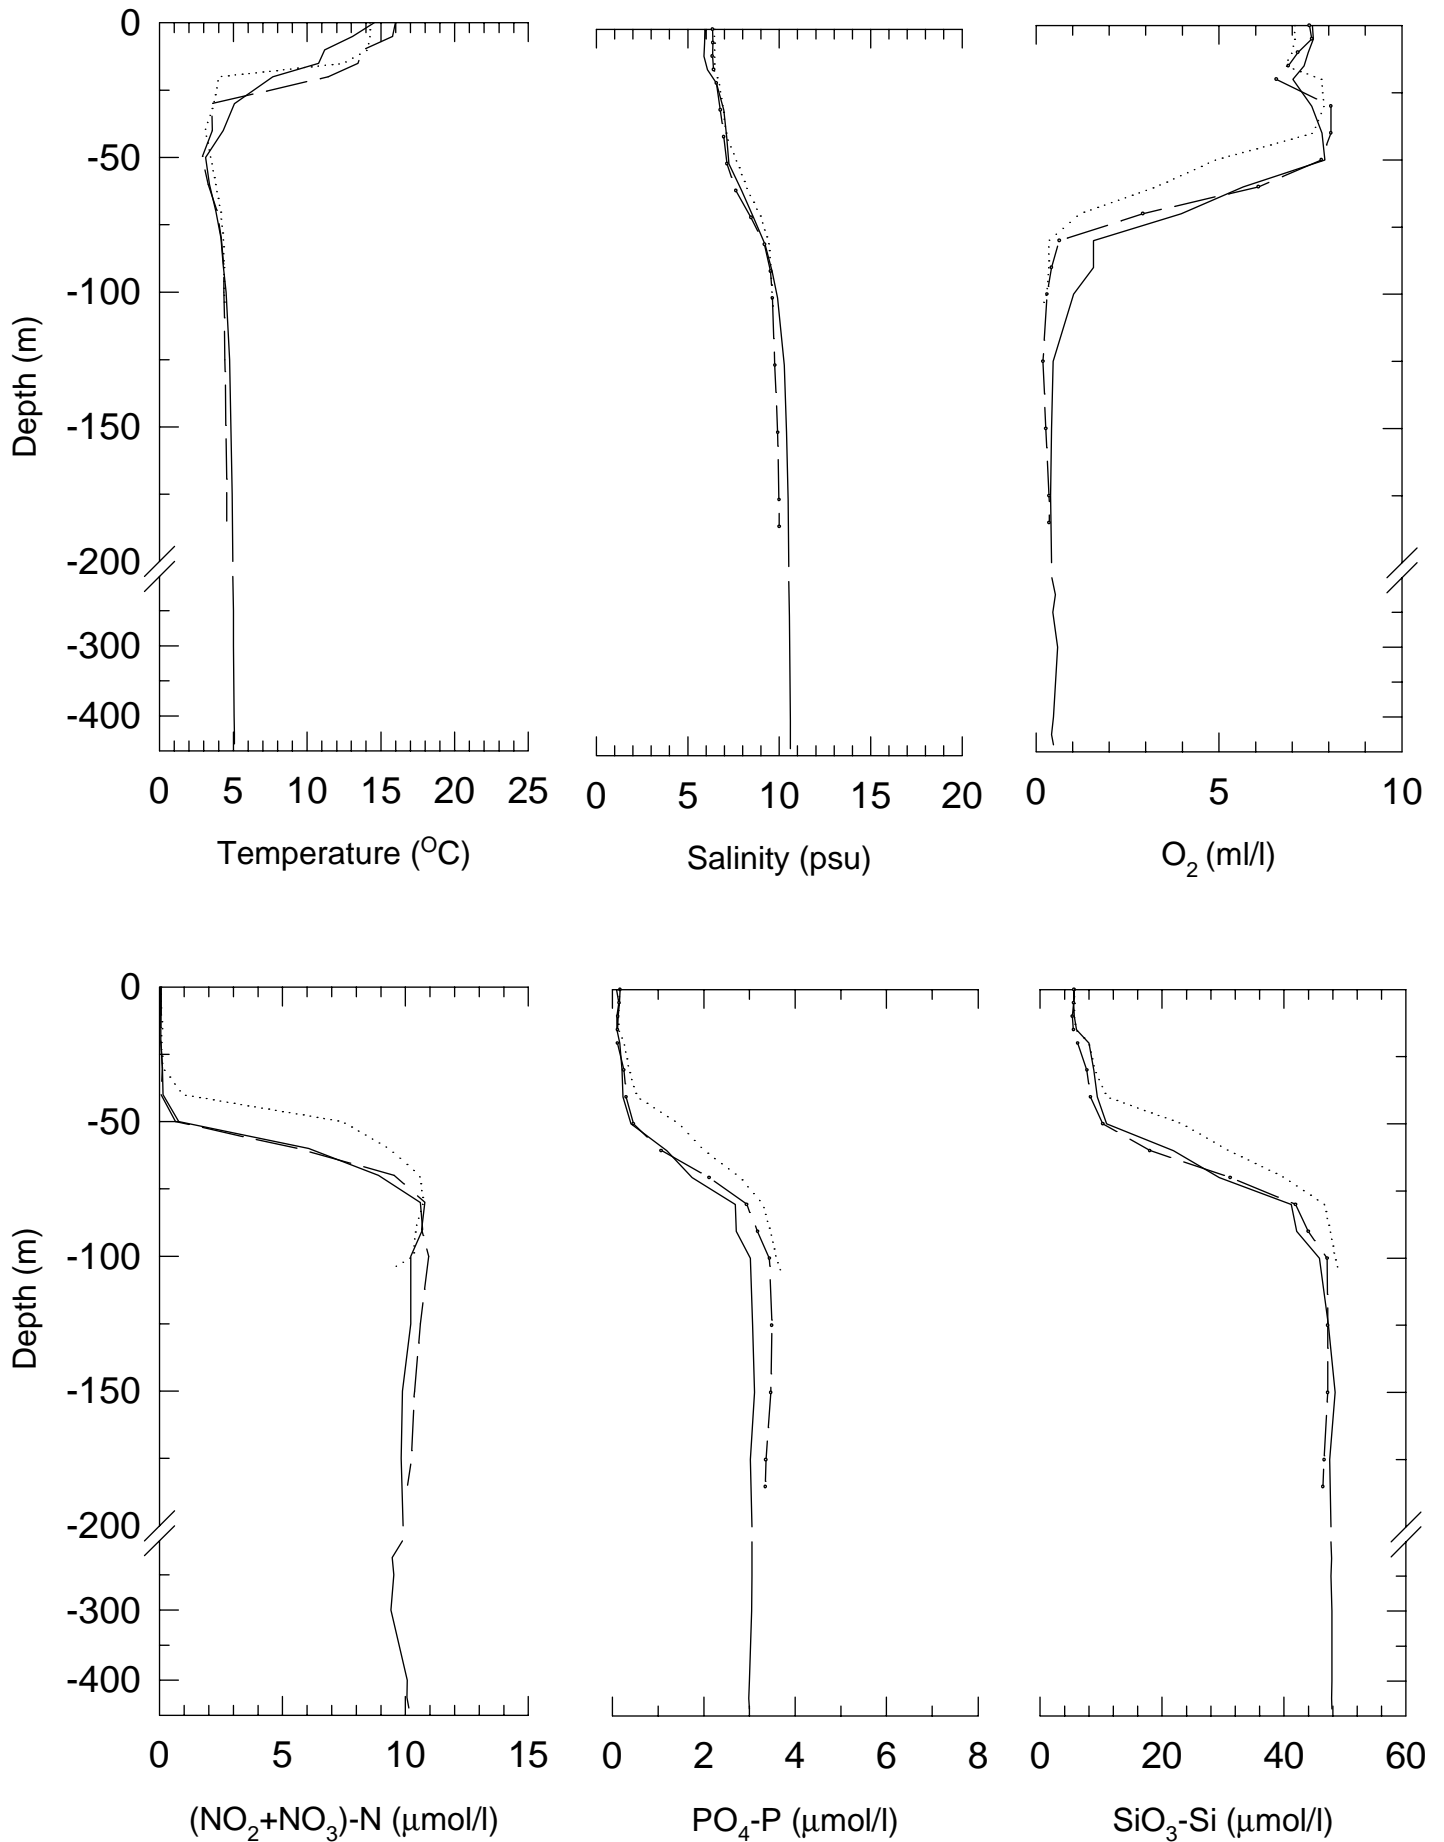 0
-50
-100
-150
-200
-300
-400
Depth (m)
0 5 10 15 20 25
Temperature (OC)
0 5 10 15 20
Salinity (psu)
0 5 10
O2 (ml/l)
0
-50
-100
-150
-200
-300
-400
Depth (m)
0 5 10 15
(NO2+NO3)-N (μmol/l)
0 2 4 6 8
PO4-P (μmol/l)
0 20 40 60
SiO3-Si (μmol/l)